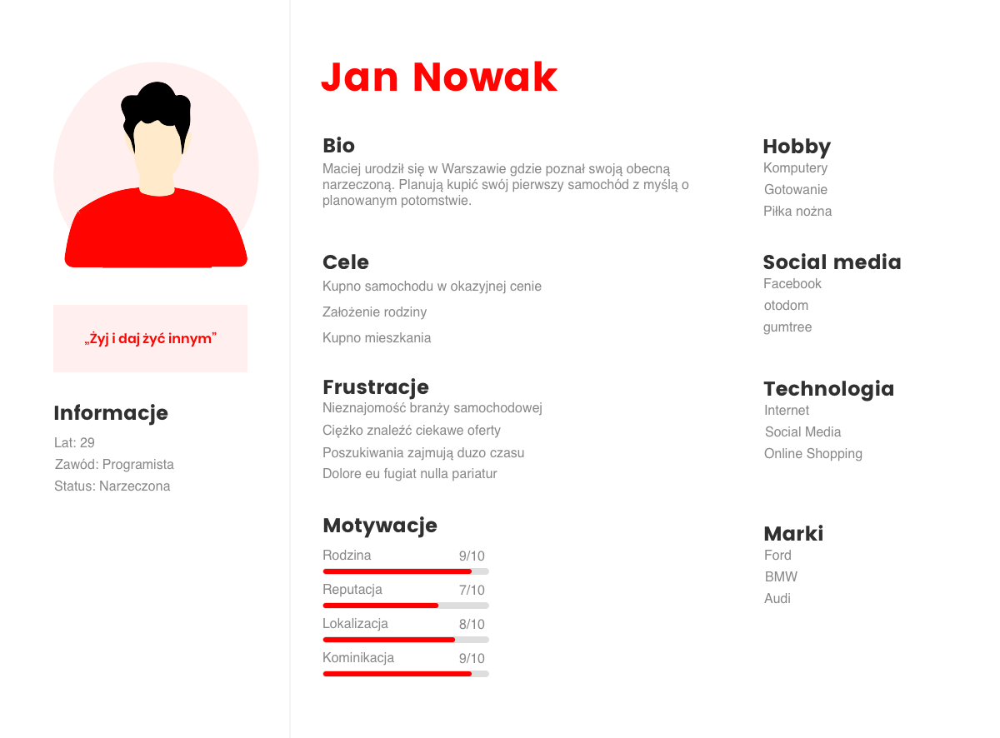 „Żyj i daj żyć innym”
Informacje
Lat: 29
Zawód: Programista
Status: Narzeczona
Jan Nowak
Bio
Maciej urodził się w Warszawie gdzie poznał swoją obecną
narzeczoną. Planują kupić swój pierwszy samochód z myślą o
planowanym potomstwie.
Cele
Kupno samochodu w okazyjnej cenie
Założenie rodziny
Kupno mieszkania
Frustracje
Nieznajomość branży samochodowej
Ciężko znaleźć ciekawe oferty
Poszukiwania zajmują duzo czasu
Dolore eu fugiat nulla pariatur
Motywacje
Rodzina 9/10
Reputacja 7/10
Lokalizacja 8/10
Kominikacja 9/10
Hobby
Komputery
Gotowanie
Piłka nożna
Social media
Facebook
otodom
gumtree
Technologia
Internet
Social Media
Online Shopping
Marki
Ford
BMW
Audi